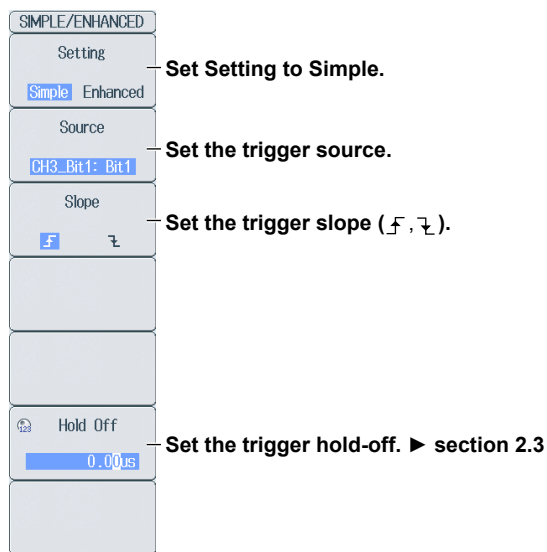 SIMPLE/ENHANCED
Setting
Simple Enhanced
Set Setting to Simple.
Source
CH3_Bit1: Bit1
Set the trigger source.
Slope
Set the trigger slope (⨍, ⨎).
Hold Off
0.00us
Set the trigger hold-off. ► section 2.3